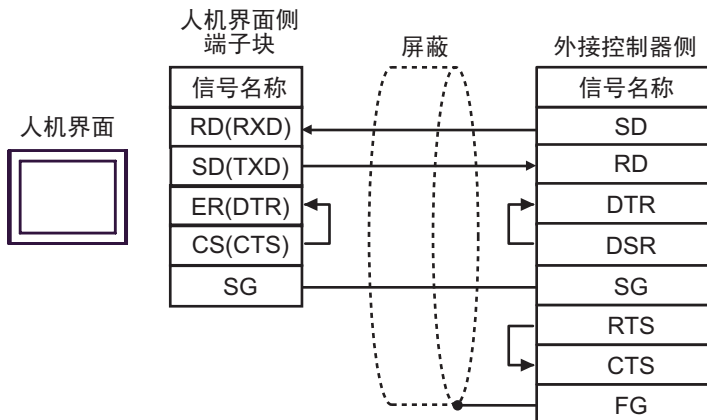 人机界面侧
端子块
屏蔽
外接控制器侧
人机界面
信号名称
RD(RXD)
SD(TXD)
ER(DTR)
CS(CTS)
SG
信号名称
SD
RD
DTR
DSR
SG
RTS
CTS
FG